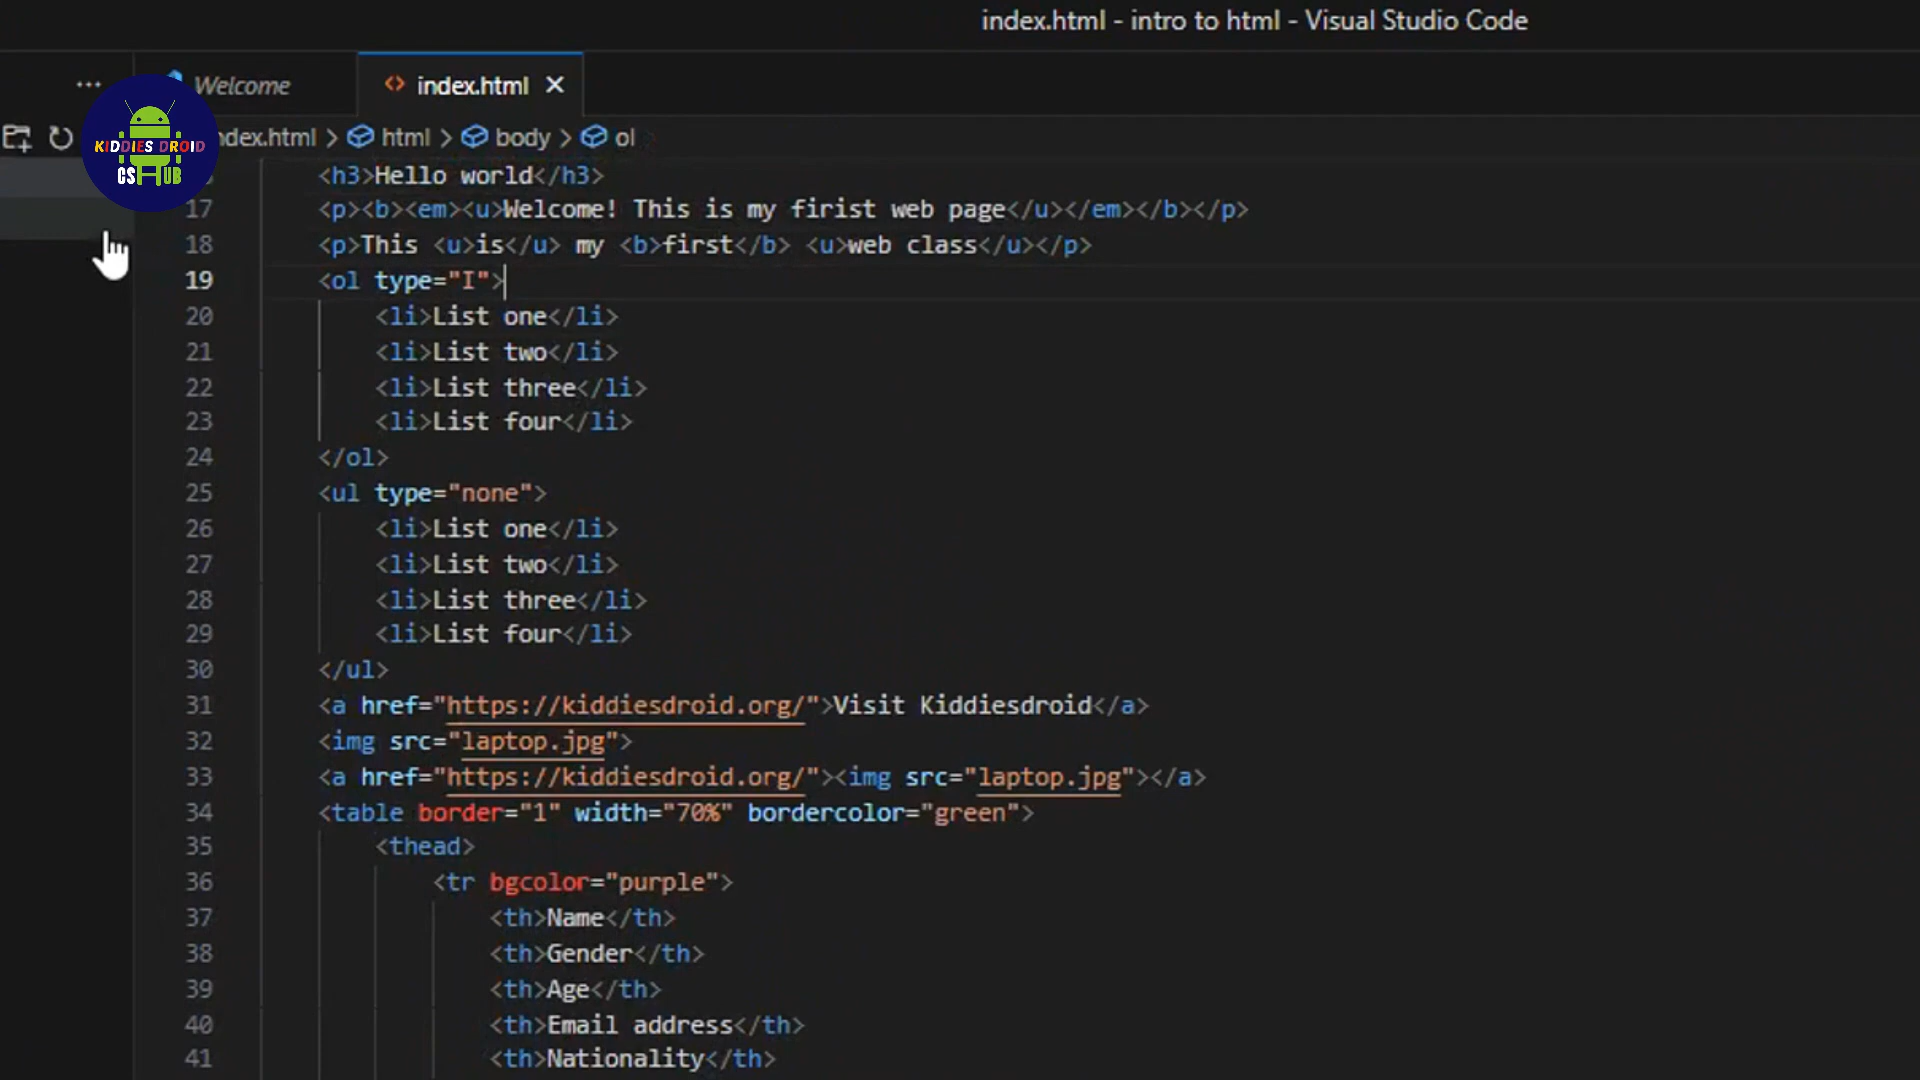 index.html - intro to html - Visual Studio Code
Welcome
index.html
KIDDIES DROID
CSHUB
ndex.html > html > body > ol
<h3>Hello world</h3>
17 <p><b><em><u>Welcome! This is my firist web page</u></em></b></p>
18 <p>This <u>is</u> my <b>first</b> <u>web class</u></p>
19 <ol type="I">
20 <li>List one</li>
21 <li>List two</li>
22 <li>List three</li>
23 <li>List four</li>
24 </ol>
25 <ul type="none">
26 <li>List one</li>
27 <li>List two</li>
28 <li>List three</li>
29 <li>List four</li>
30 </ul>
31 <a href="https://kiddiesdroid.org/">Visit Kiddiesdroid</a>
32 <img src="laptop.jpg">
33 <a href="https://kiddiesdroid.org/"><img src="laptop.jpg"></a>
34 <table border="1" width="70%" bordercolor="green">
35 <thead>
36 <tr bgcolor="purple">
37 <th>Name</th>
38 <th>Gender</th>
39 <th>Age</th>
40 <th>Email address</th>
41 <th>Nationality</th>